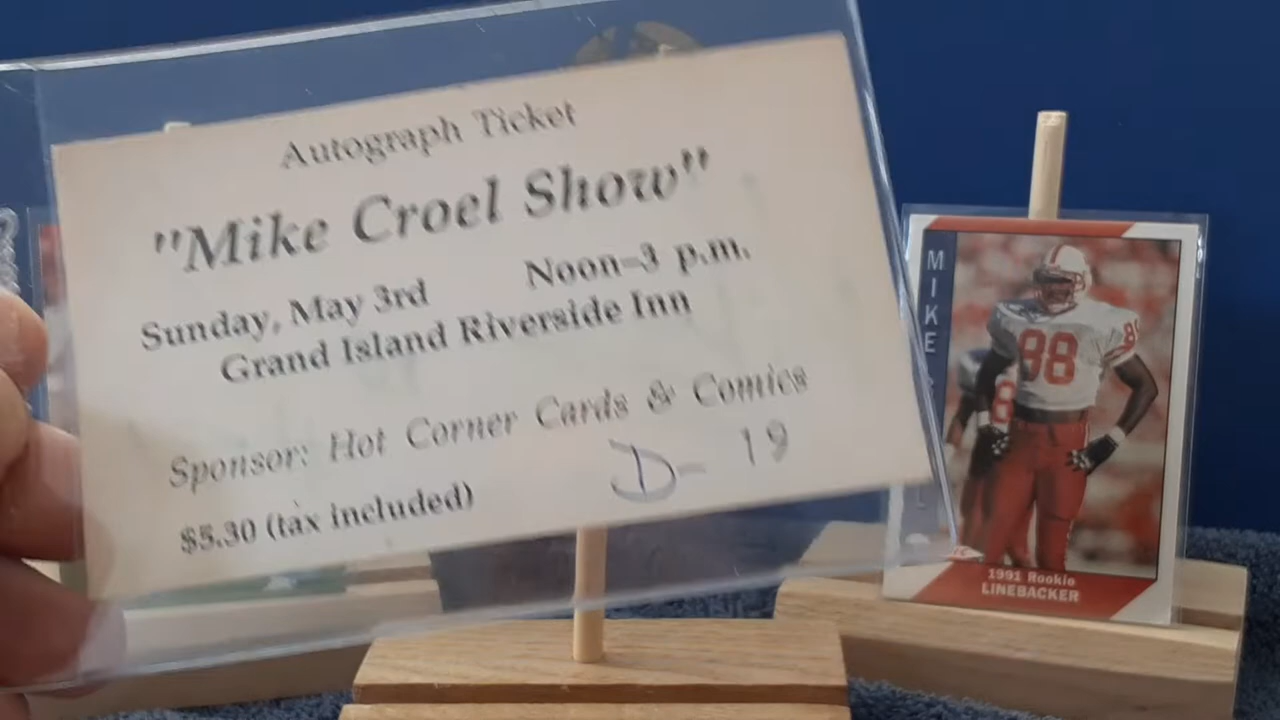 Autograph Ticket
"Mike Croel Show"
Sunday, May 3rd Noon-3 p.m.
Grand Island Riverside Inn
Sponsor: Hot Corner Cards & Comics
$5.30 (tax included)
D- 19
MIKE
88
88
1991 Rookie
LINEBACKER